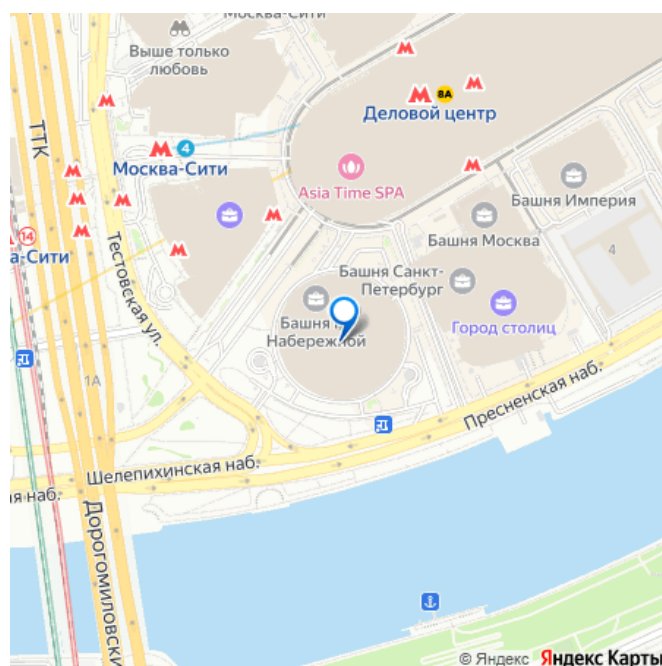 Москва-Сити
Выше только
любовь
М
М
М
8А
Деловой центр
ТТК
М
М
4
Москва-Сити
М
Asia Time SPA
Башня Империя
М
М
М
М
М
М
14
а-Сити
Тестовская ул.
Башня Москва
4
Башня Санкт-
Петербург
Город столиц
Башня
Набережной
1А
Пресненская наб.
Шелепихинская наб.
ая наб.
Дорогомиловски
© Яндекс Яндекс Карты